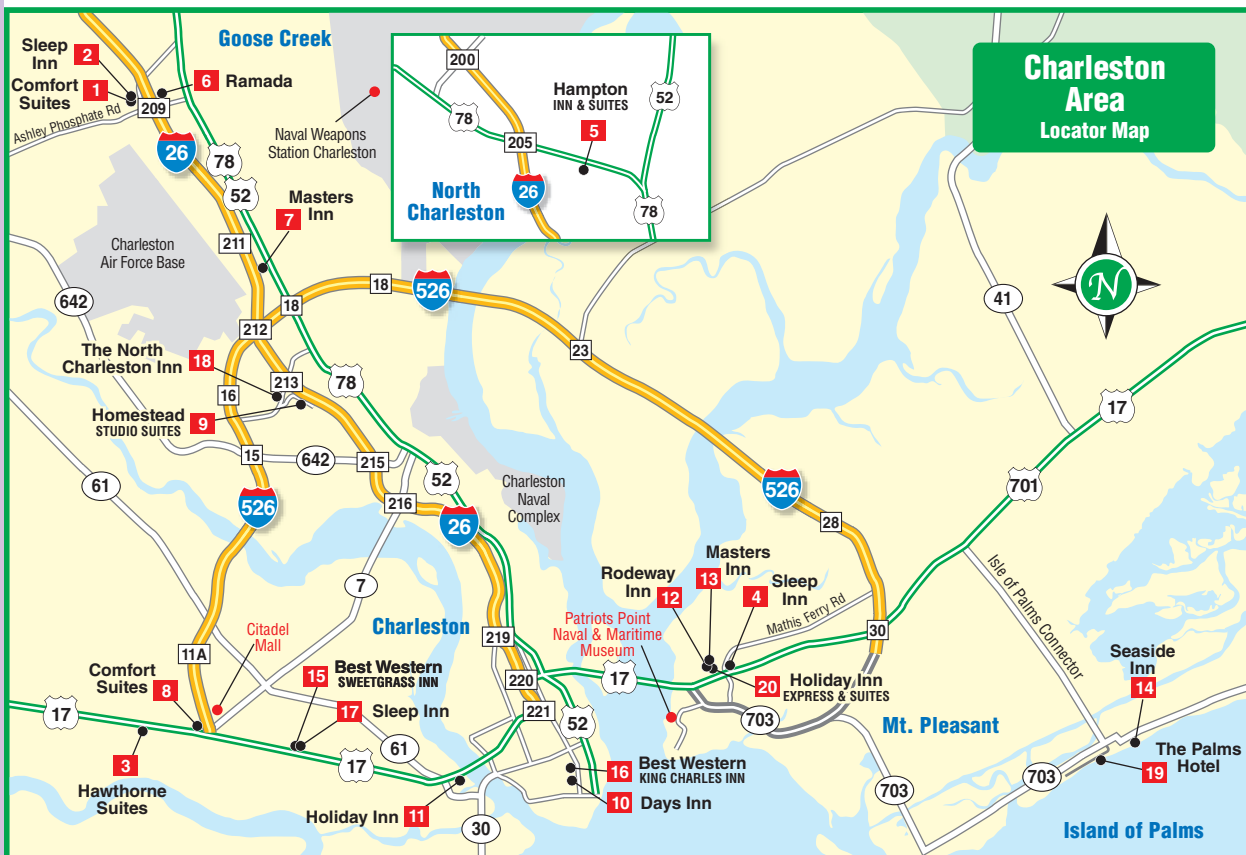 Charleston
Area
Locator Map
Goose Creek
Sleep
Inn
2
Comfort
Suites
1
6
Ramada
209
Ashley Phosphate Rd
26
78
52
Naval Weapons
Station Charleston
200
78
205
Hampton
INN & SUITES
5
52
North
Charleston
26
78
Masters
Inn
7
211
Charleston
Air Force Base
642
18
18
526
212
23
41
N
The North
Charleston Inn
18
213
78
16
Homestead
STUDIO SUITES
9
17
15
642
215
52
61
526
216
26
Charleston
Naval
Complex
701
526
28
7
Isle of Palms Connector
Masters
Inn
13
Rodeway
Inn
12
Sleep
Inn
4
Mathis Ferry Rd
Patriots Point
Naval & Maritime
Museum
Charleston
Citadel
Mall
219
30
11A
Comfort
Suites
8
15
Best Western
SWEETGRASS INN
17
Sleep Inn
220
17
20
Holiday Inn
EXPRESS & SUITES
Seaside
Inn
14
17
221
52
703
Mt. Pleasant
61
17
3
Hawthorne
Suites
16
Best Western
KING CHARLES INN
10
Days Inn
The Palms
Hotel
19
703
703
Holiday Inn
11
30
Island of Palms